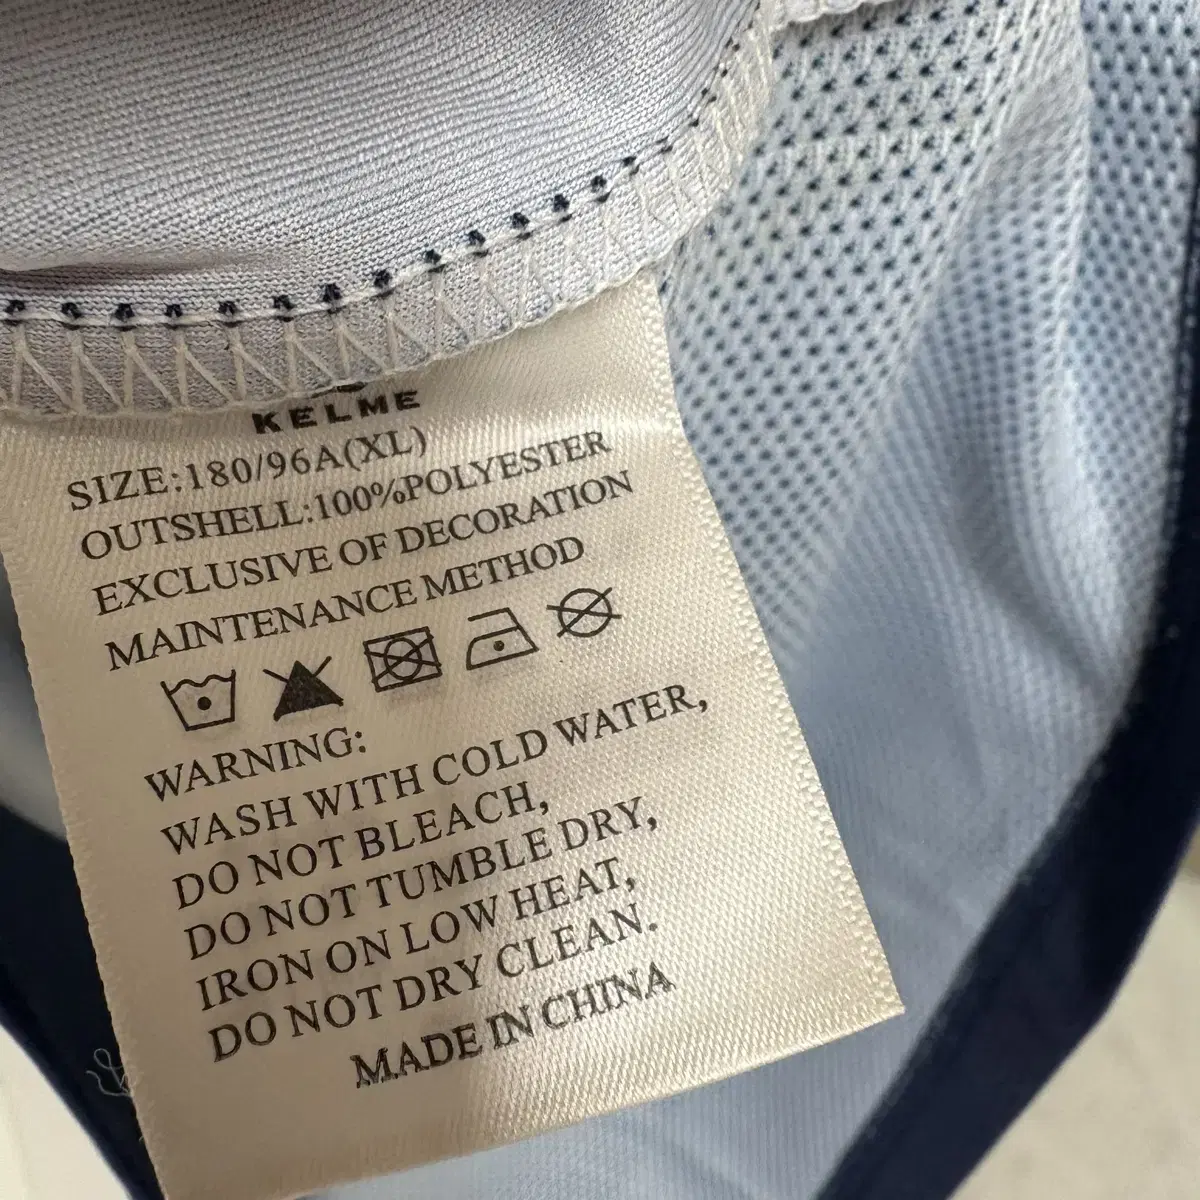 KELME
SIZE:180/96A(XL)
OUTSHELL:100%POLYESTER
EXCLUSIVE OF DECORATION
MAINTENANCE METHOD
WARNING:
WASH WITH COLD WATER,
DO NOT BLEACH,
DO NOT TUMBLE DRY,
IRON ON LOW HEAT,
DO NOT DRY CLEAN.
MADE IN CHINA